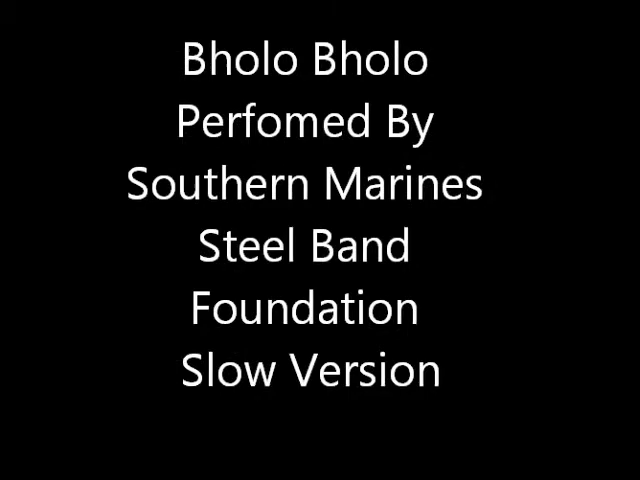 Bholo Bholo
Perfomed By
Southern Marines
Steel Band
Foundation
Slow Version